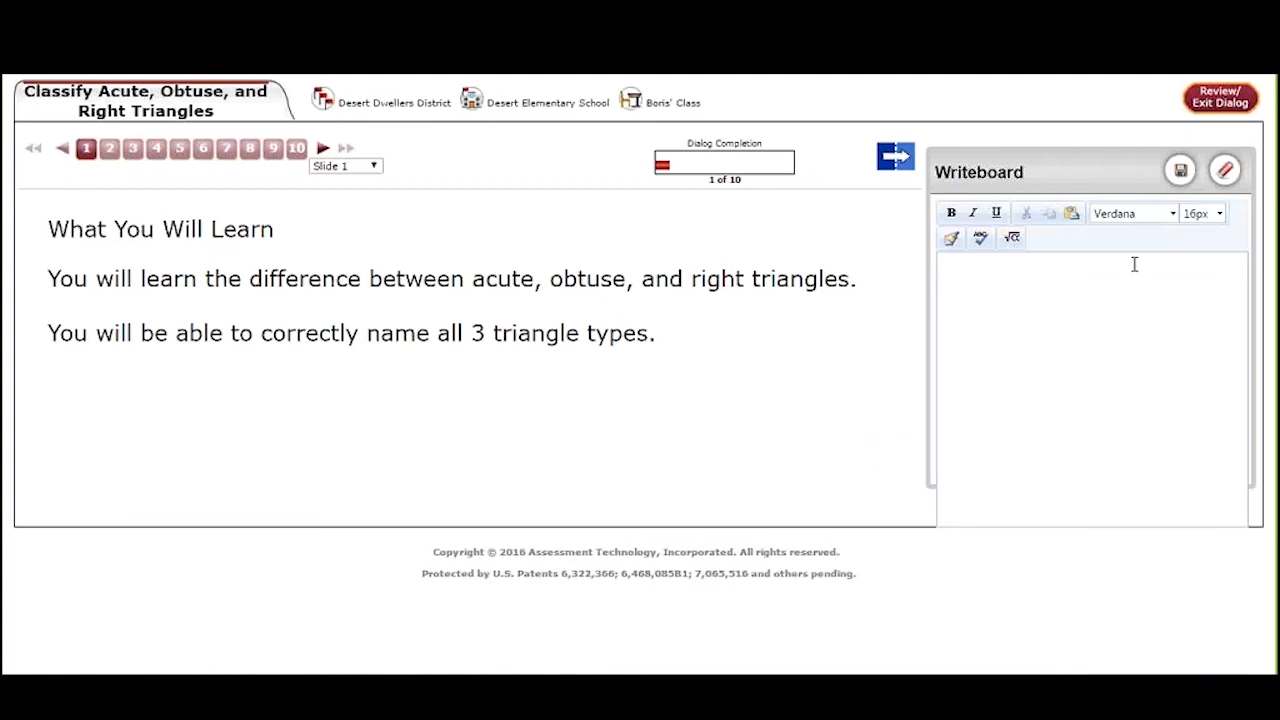 Classify Acute, Obtuse, and
Right Triangles
Desert Dwellers District
Desert Elementary School
Boris' Class
Review/
Exit Dialog
1 2 3 4 5 6 7 8 9 10
Slide 1
Dialog Completion
1 of 10
What You Will Learn
You will learn the difference between acute, obtuse, and right triangles.
You will be able to correctly name all 3 triangle types.
Writeboard
B I U
Verdana
16px
ABC
√α
Copyright © 2016 Assessment Technology, Incorporated. All rights reserved.
Protected by U.S. Patents 6,322,366; 6,468,085B1; 7,065,516 and others pending.